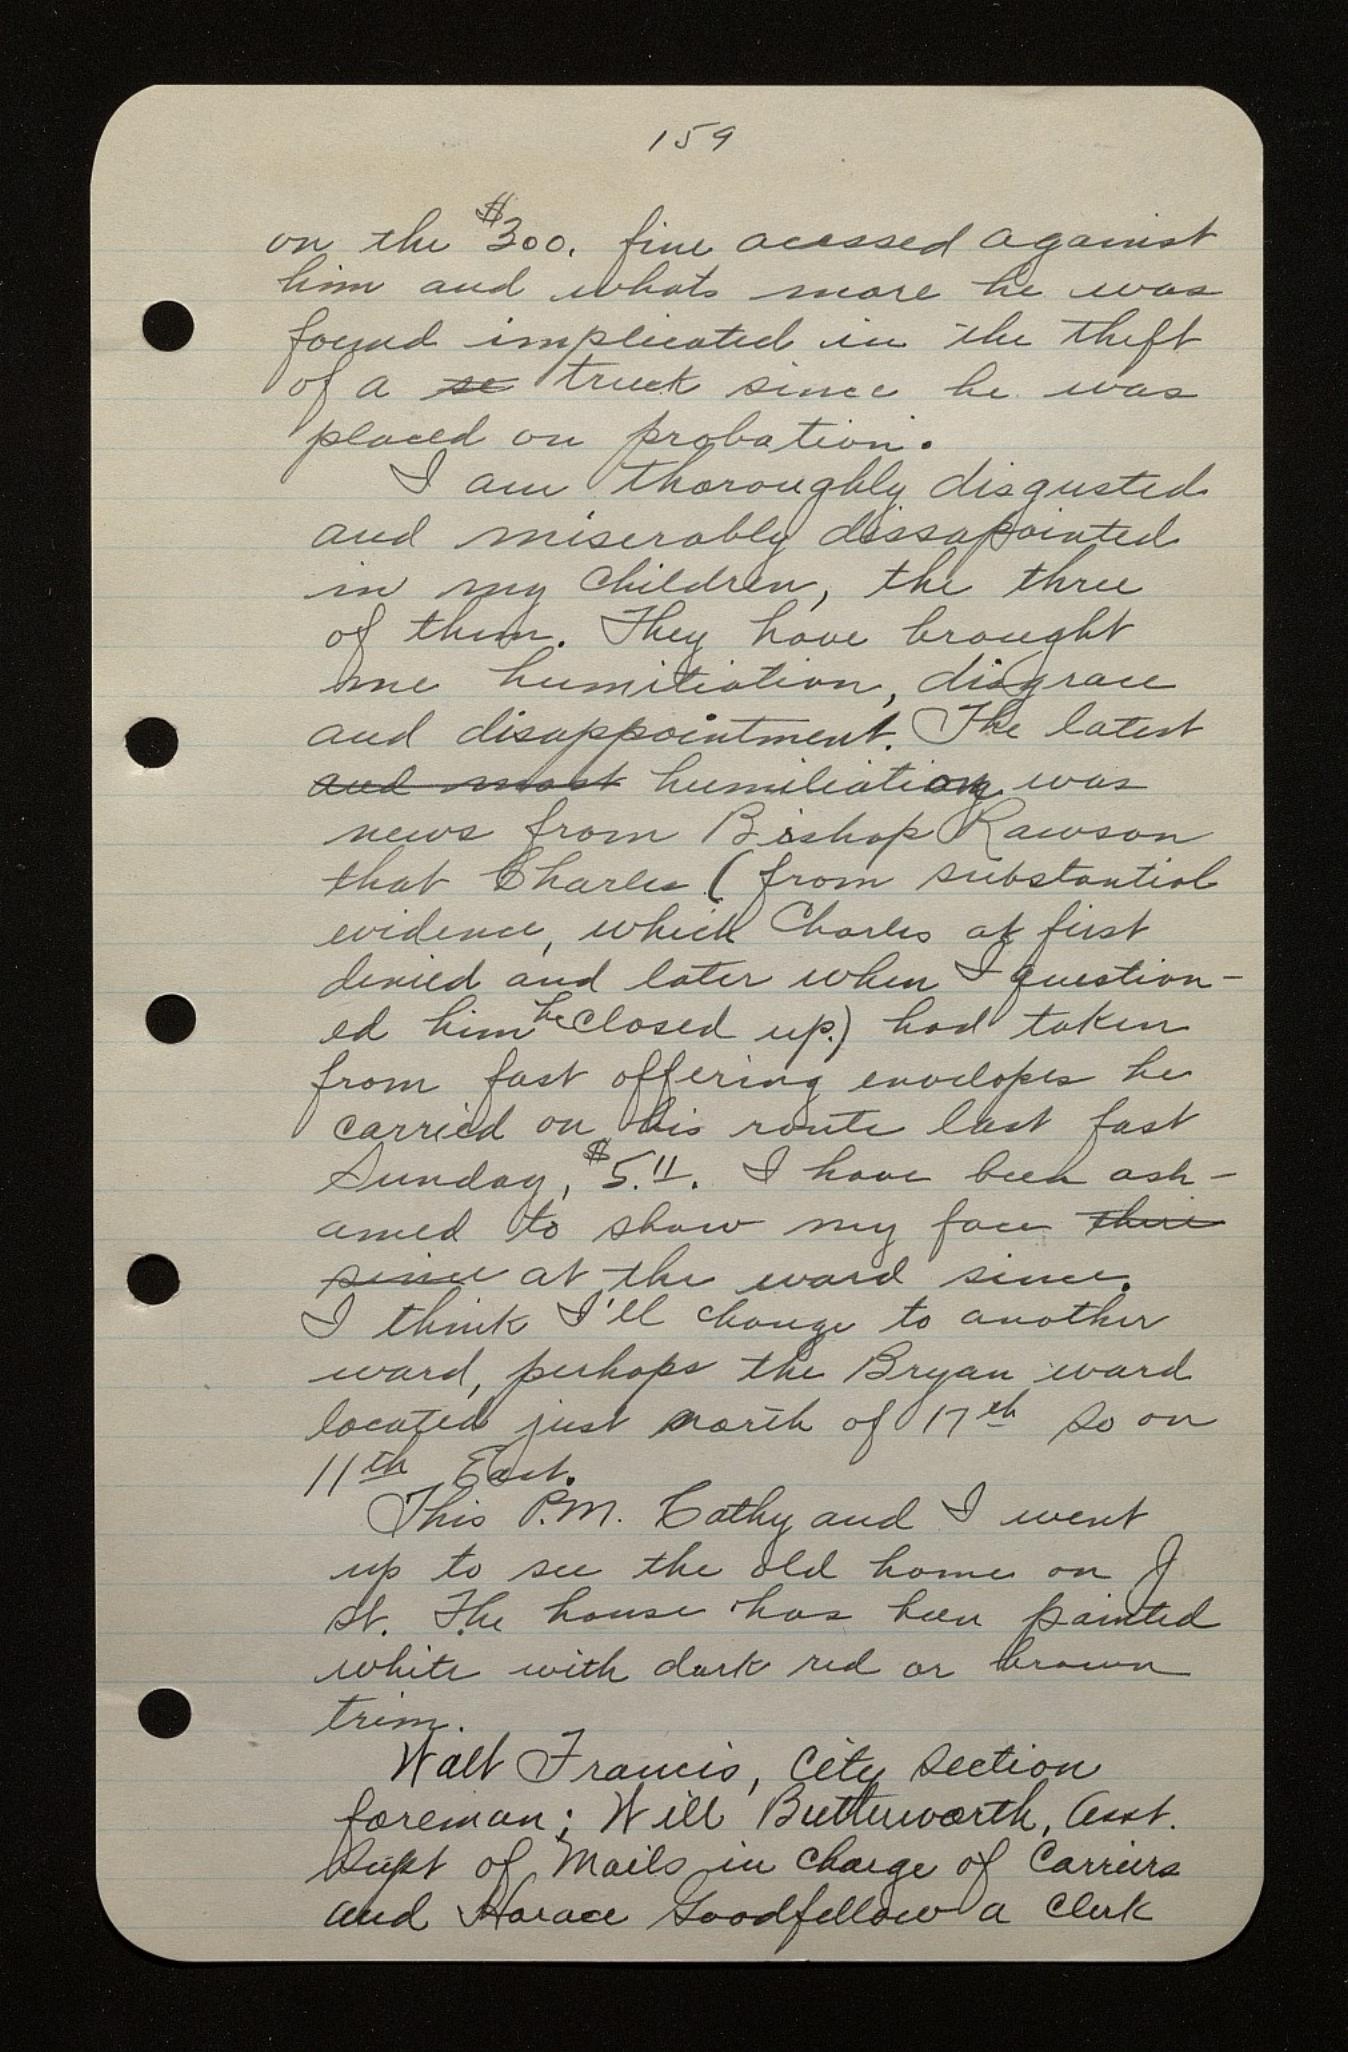 159
on the $300. fine acessed against
him and whats more he was
found implicated in the theft
of a se truck since he was
placed on probation.
I am thoroughly disgusted
and miserably dissapointed
in my children, the three
of them. They have brought
me humiliation, disgrace
and disappointment. The latest
and most humiliation was
news from Bishop Rawson
that Charles (from substantial
evidence, which Charles at first
denied and later when I question-
ed him he closed up.) had taken
from fast offering envelopes he
carried on his route last fast
Sunday, $5.11. I have been ash-
amed to show my face there
since at the ward since.
I think I'll change to another
ward, perhaps the Bryan ward
located just north of 17th So on
11th East.
This P.M. Cathy and I went
up to see the old home on J
St. The house has been painted
white with dark red or brown
trim.
Walt Francis, City Section
foreman; Will Butterworth, Asst.
Supt of Mails in charge of Carriers
and Horace Goodfellow a Clerk